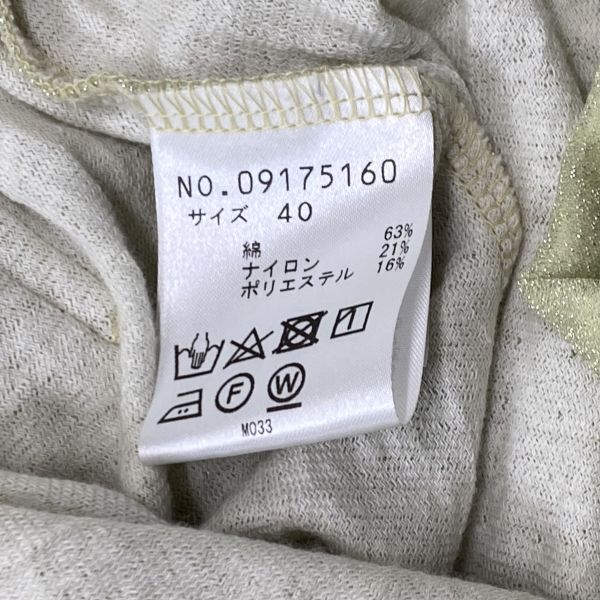 NO.09175160
サイズ 40
綿 63%
ナイロン 21%
ポリエステル 16%
F W
M033